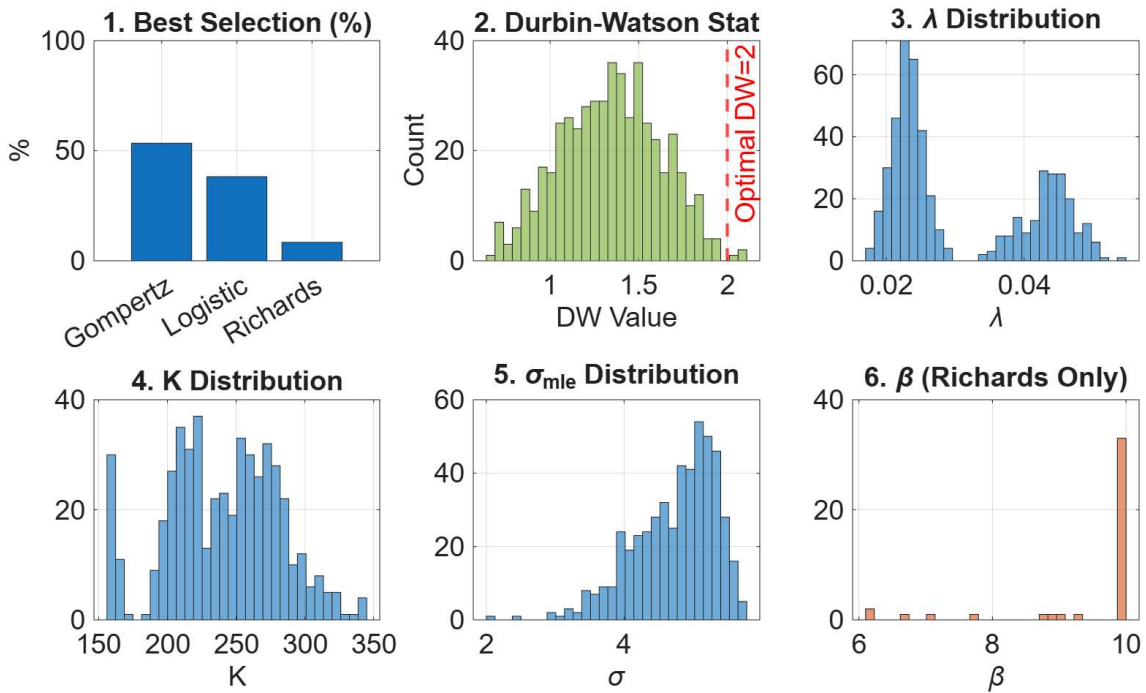 1. Best Selection (%)
100
50
0
%
Gompertz
Logistic
Richards
2. Durbin-Watson Stat
40
20
0
Count
1
1.5
2
DW Value
Optimal DW=2
3. λ Distribution
60
40
20
0
0.02
0.04
λ
4. K Distribution
40
20
0
150
200
250
300
350
K
5. σmle Distribution
60
40
20
0
2
4
σ
6. β (Richards Only)
40
20
0
6
8
10
β